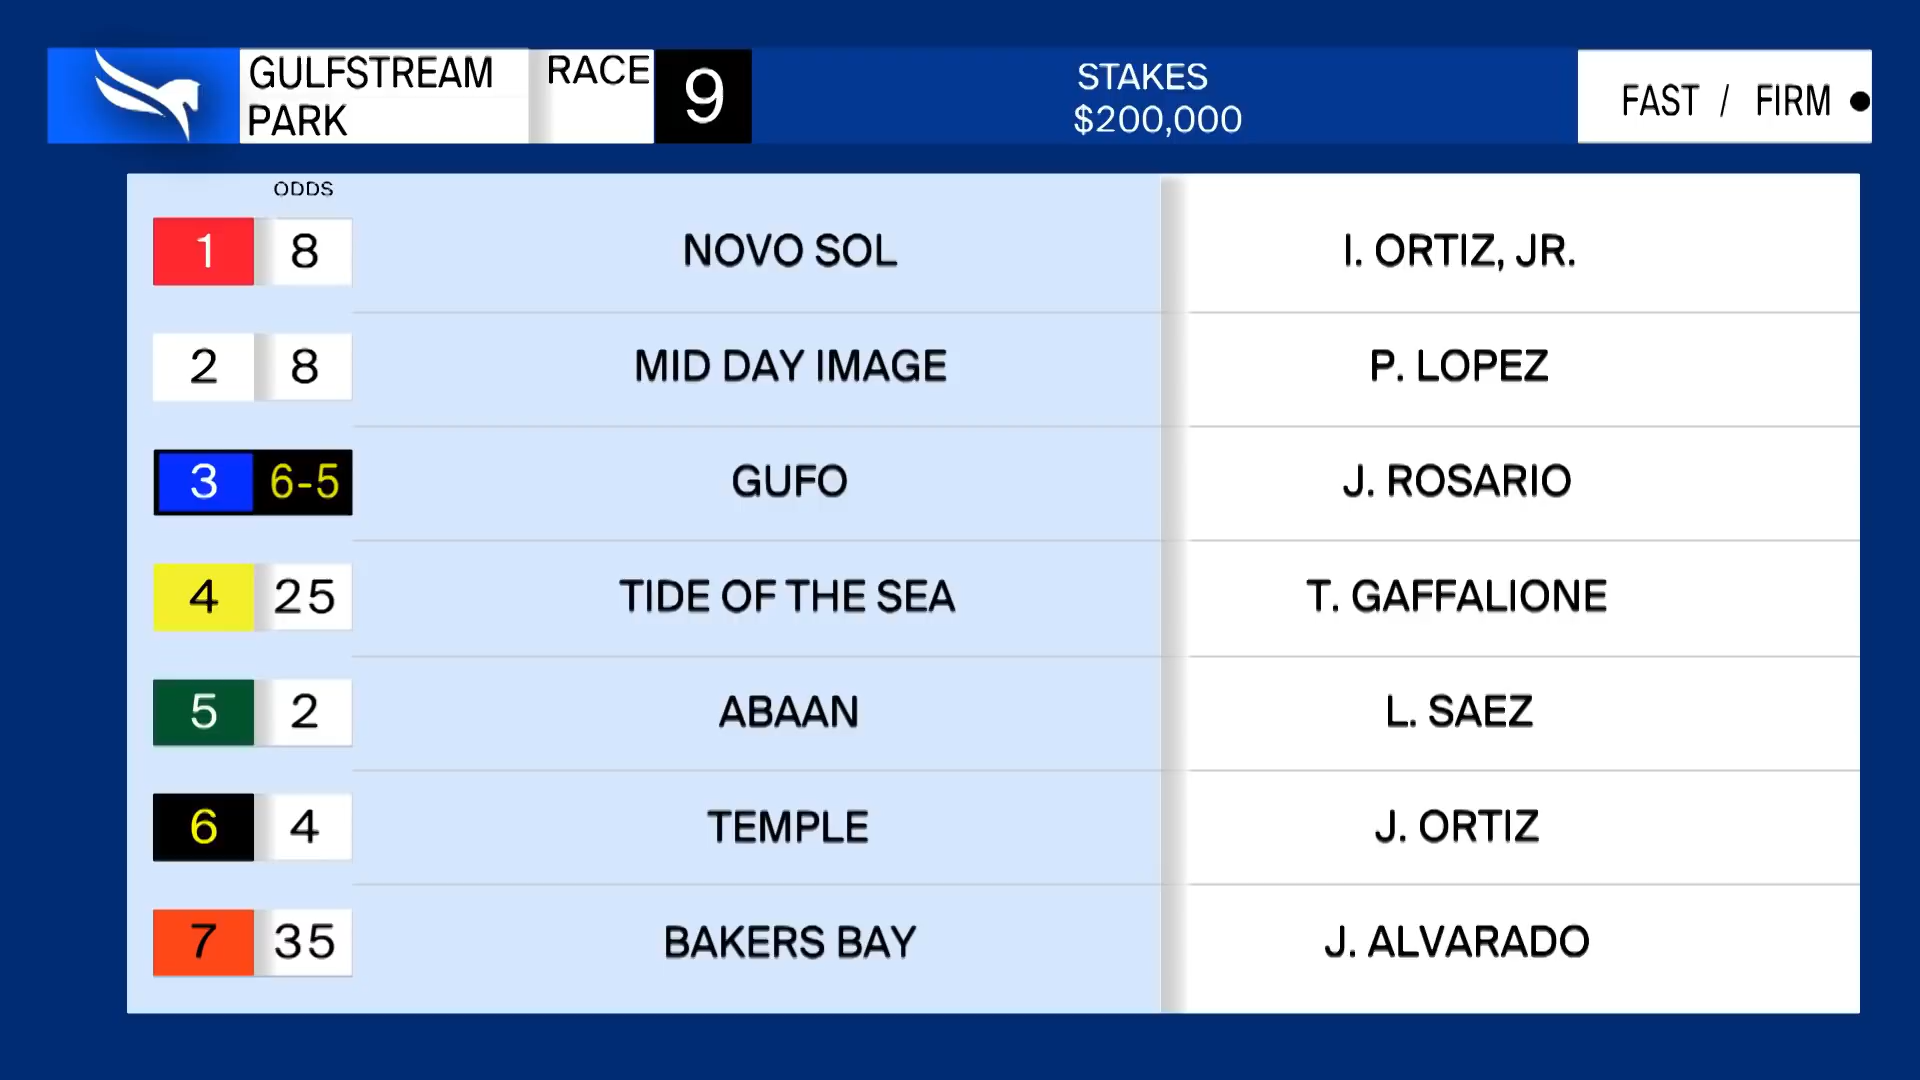 GULFSTREAM
PARK
RACE
9
STAKES
$200,000
FAST / FIRM
ODDS
1 8 NOVO SOL I. ORTIZ, JR.
2 8 MID DAY IMAGE P. LOPEZ
3 6-5 GUFO J. ROSARIO
4 25 TIDE OF THE SEA T. GAFFALIONE
5 2 ABAAN L. SAEZ
6 4 TEMPLE J. ORTIZ
7 35 BAKERS BAY J. ALVARADO